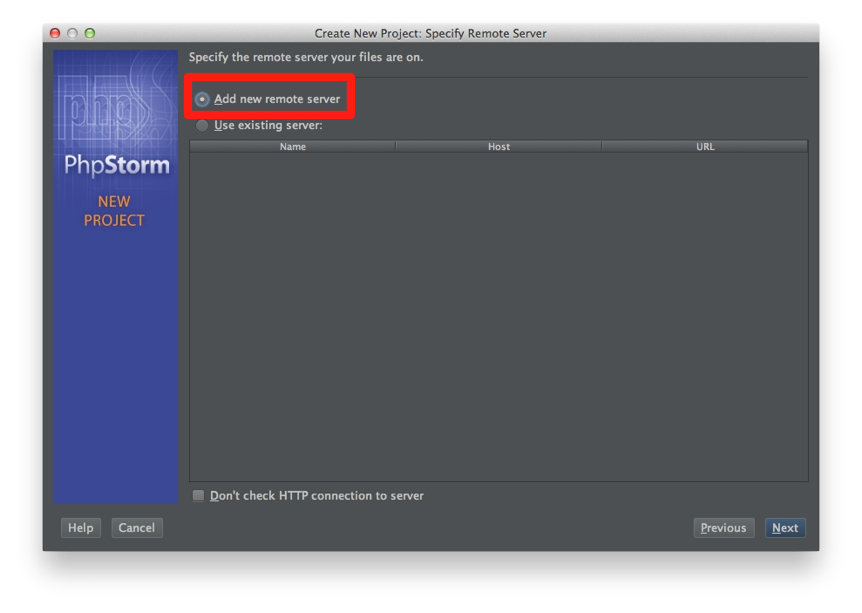 Create New Project: Specify Remote Server
Specify the remote server your files are on.
php
PhpStorm
NEW
PROJECT
Add new remote server
Use existing server:
Name Host URL
Don't check HTTP connection to server
Help Cancel Previous Next